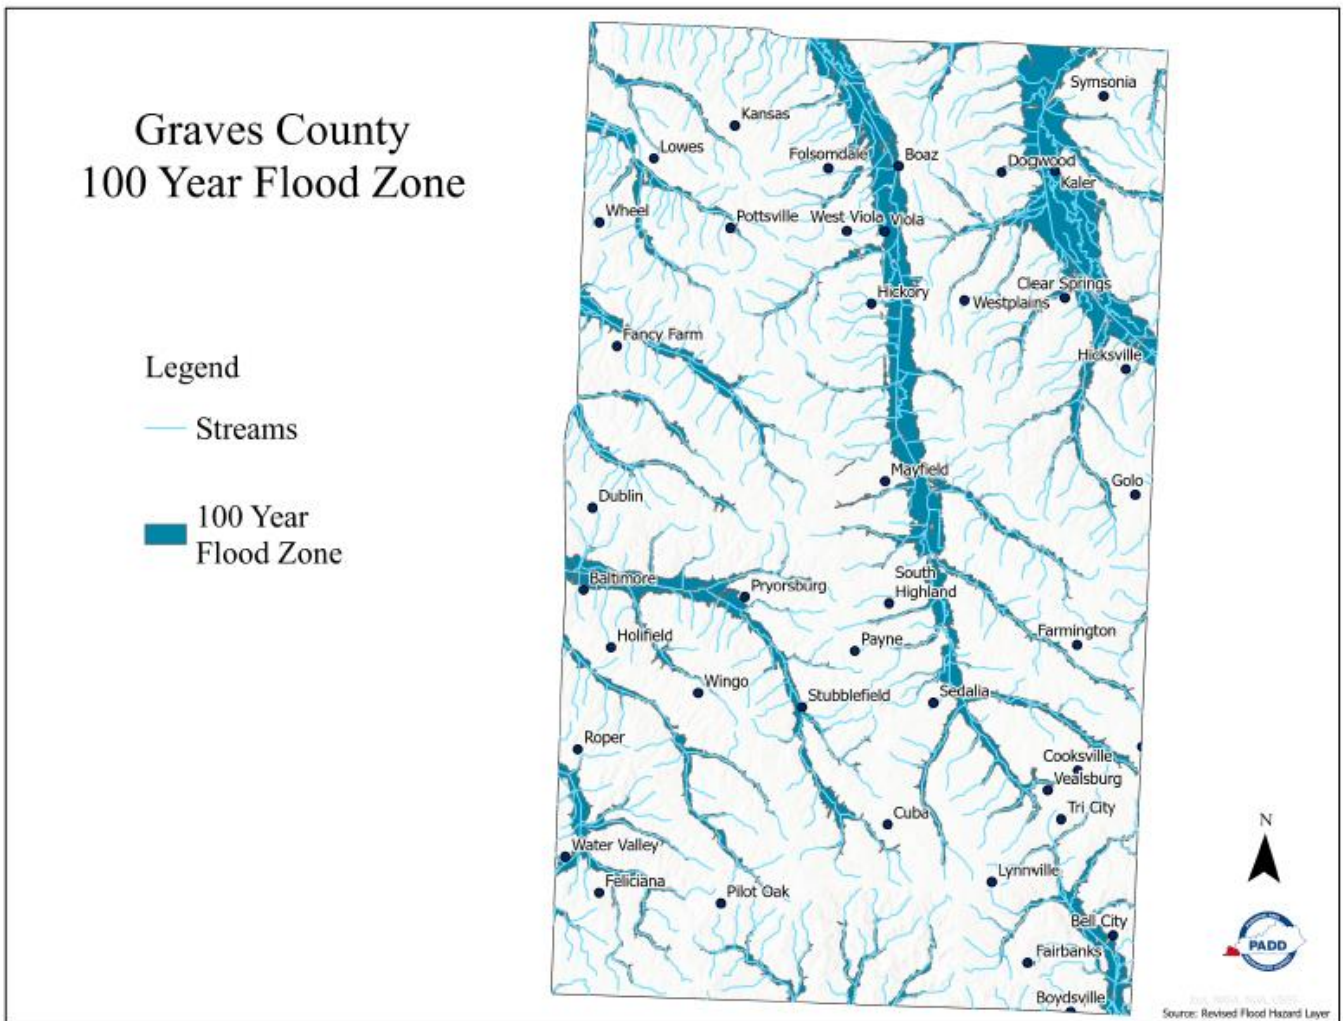 Graves County
100 Year Flood Zone
Legend
Streams
100 Year
Flood Zone
Symsonia
Kansas
Lowes
Folsomdale
Boaz
Dogwood
Kaler
Wheel
Pottsville
West Viola
Viola
Hickory
Clear Springs
Westplains
Fancy Farm
Hicksville
Mayfield
Golo
Dublin
Baltimore
Pryorsburg
South
Highland
Holifield
Payne
Farmington
Wingo
Stubblefield
Sedalia
Roper
Cooksville
Vealsburg
Tri City
Cuba
Water Valley
Feliciana
Pilot Oak
Lynnville
Bell City
Fairbanks
Boydsville
N
PADD
Source: Revised Flood Hazard Layer